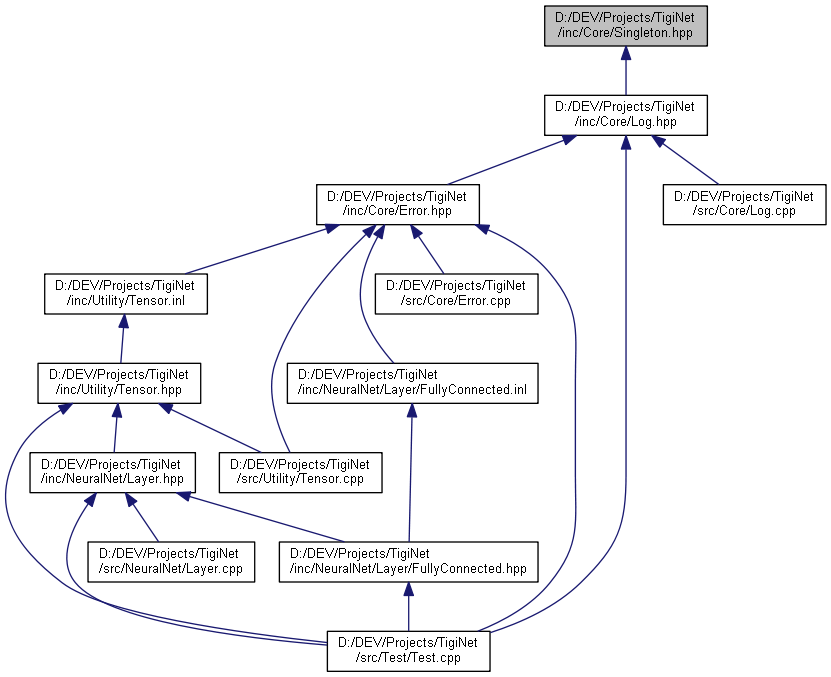 D:/DEV/Projects/TigiNet
/inc/Core/Singleton.hpp
D:/DEV/Projects/TigiNet
/inc/Core/Log.hpp
D:/DEV/Projects/TigiNet
/inc/Core/Error.hpp
D:/DEV/Projects/TigiNet
/src/Core/Log.cpp
D:/DEV/Projects/TigiNet
/inc/Utility/Tensor.inl
D:/DEV/Projects/TigiNet
/src/Core/Error.cpp
D:/DEV/Projects/TigiNet
/inc/Utility/Tensor.hpp
D:/DEV/Projects/TigiNet
/inc/NeuralNet/Layer/FullyConnected.inl
D:/DEV/Projects/TigiNet
/inc/NeuralNet/Layer.hpp
D:/DEV/Projects/TigiNet
/src/Utility/Tensor.cpp
D:/DEV/Projects/TigiNet
/src/NeuralNet/Layer.cpp
D:/DEV/Projects/TigiNet
/inc/NeuralNet/Layer/FullyConnected.hpp
D:/DEV/Projects/TigiNet
/src/Test/Test.cpp